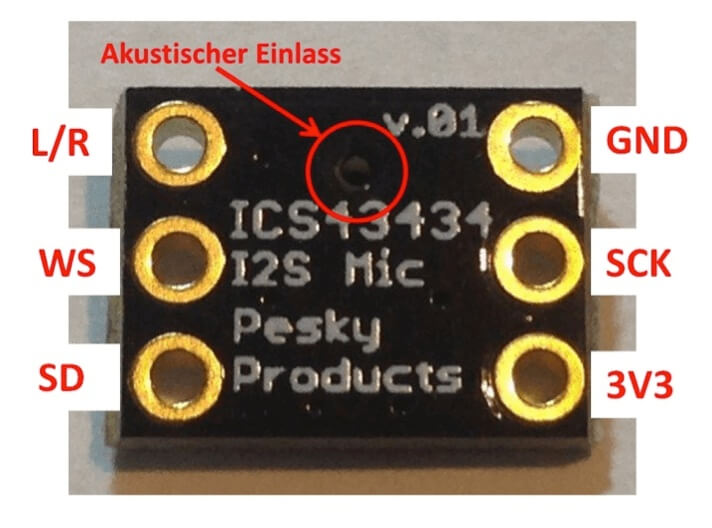 Akustischer Einlass
v.01
L/R
GND
ICS43434
WS
I2S Mic
SCK
Pesky
SD
Products
3V3